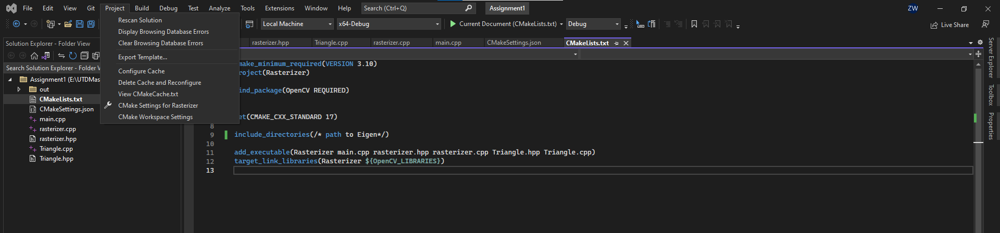 File Edit View Git Project Build Debug Test Analyze Tools Extensions Window Help Search (Ctrl+Q) Assignment1 ZW
Local Machine x64-Debug Current Document (CMakeLists.txt) Debug Live Share
Rescan Solution
Display Browsing Database Errors
Clear Browsing Database Errors
Export Template...
Configure Cache
Delete Cache and Reconfigure
View CMakeCache.txt
CMake Settings for Rasterizer
CMake Workspace Settings
Solution Explorer - Folder View
Search Solution Explorer - Folder V
Assignment1 (E:\UTDMas
out
CMakeLists.txt
CMakeSettings.json
main.cpp
rasterizer.cpp
rasterizer.hpp
Triangle.cpp
Triangle.hpp
rasterizer.hpp Triangle.cpp rasterizer.cpp main.cpp CMakeSettings.json CMakeLists.txt
make_minimum_required(VERSION 3.10)
roject(Rasterizer)
ind_package(OpenCV REQUIRED)
et(CMAKE_CXX_STANDARD 17)
8
9 include_directories(/* path to Eigen*/)
10
11 add_executable(Rasterizer main.cpp rasterizer.hpp rasterizer.cpp Triangle.hpp Triangle.cpp)
12 target_link_libraries(Rasterizer ${OpenCV_LIBRARIES})
13
Server Explorer
Toolbox
Properties